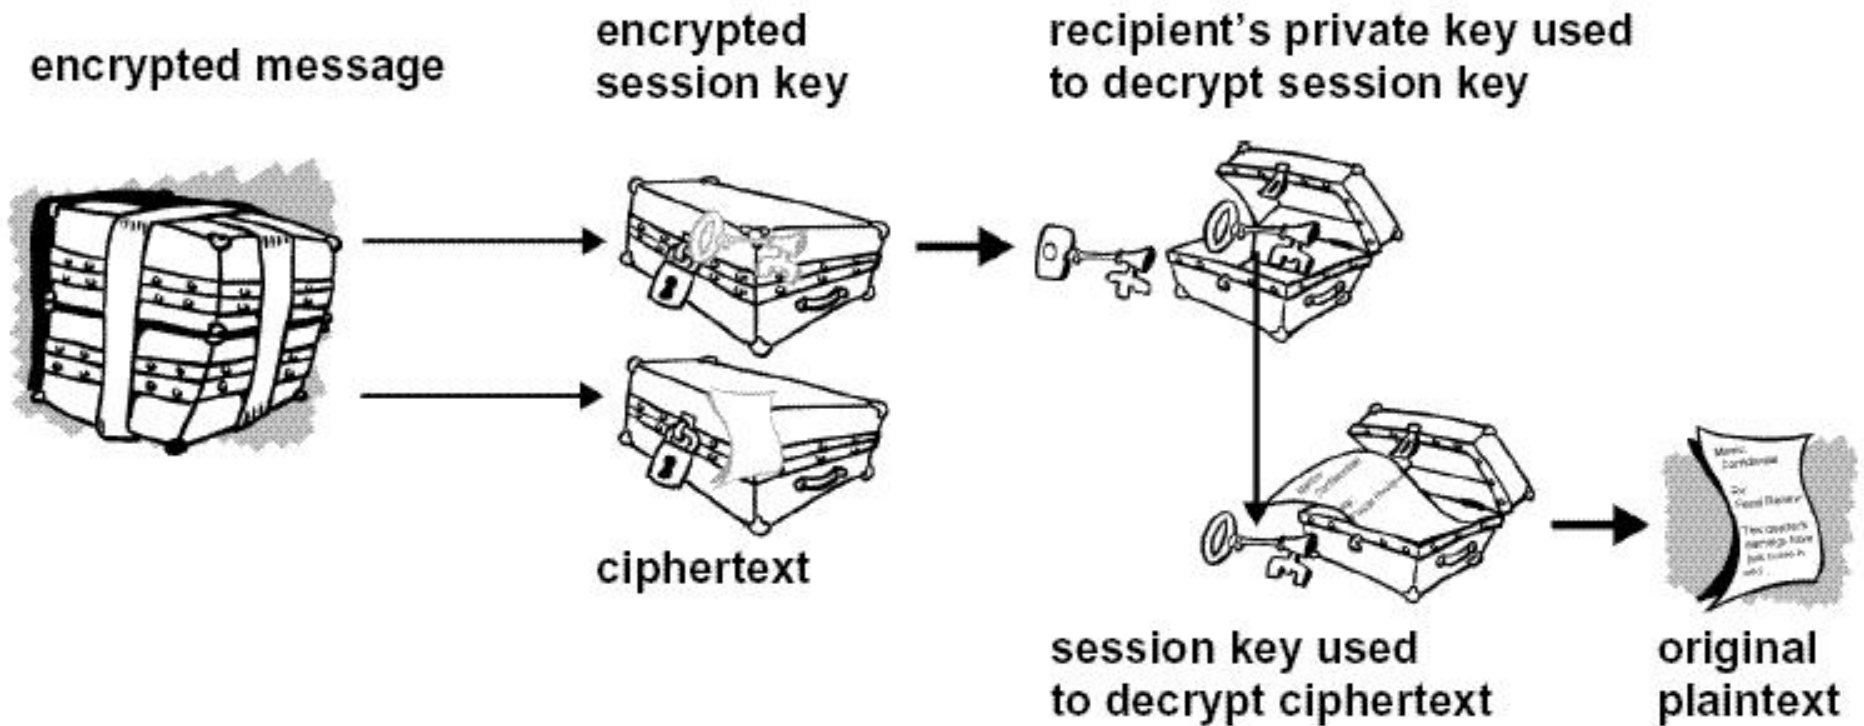 encrypted message
encrypted
session key
recipient's private key used
to decrypt session key
ciphertext
session key used
to decrypt ciphertext
original
plaintext
Memo: